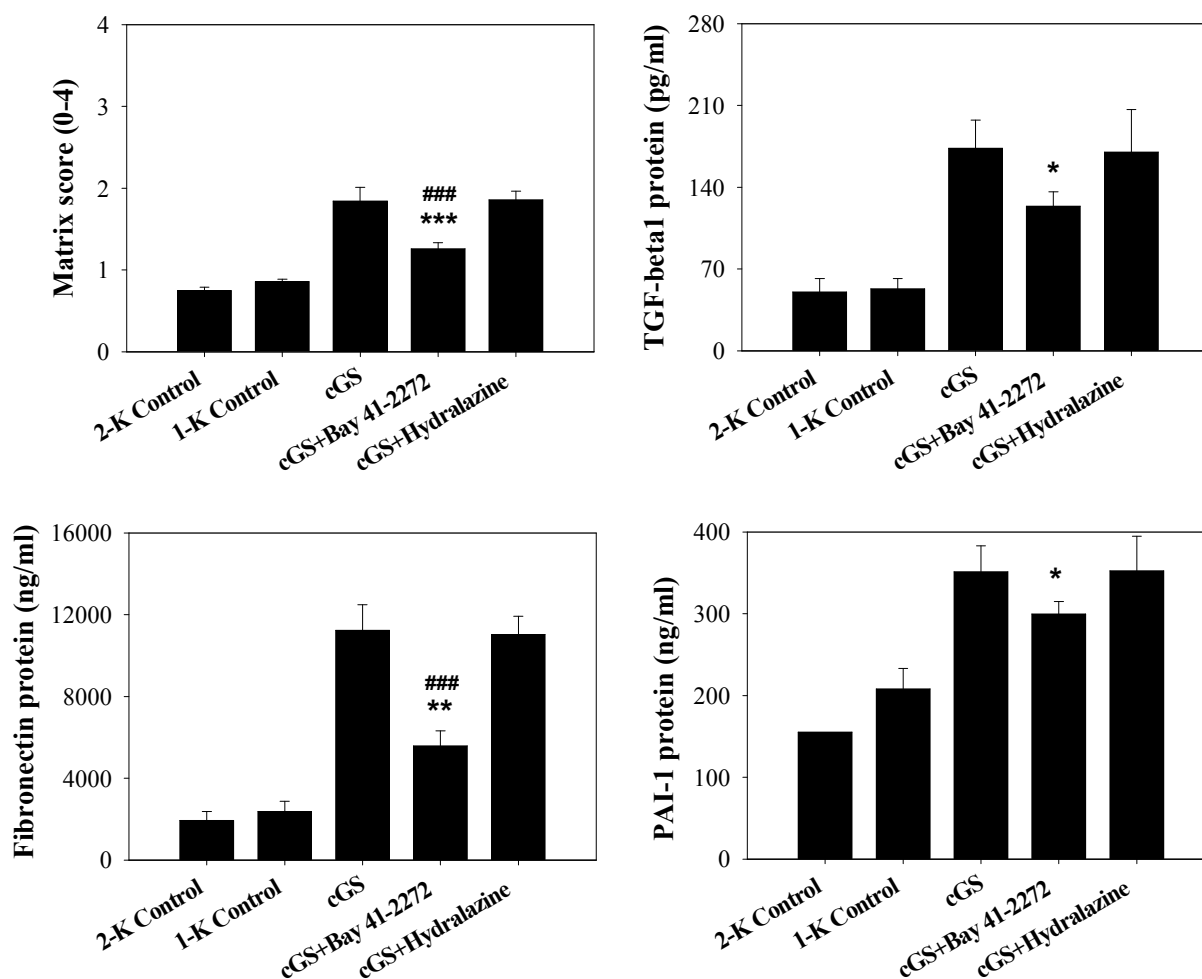 Matrix score (0-4)
4
3
2
1
0
###
***
2-K Control
1-K Control
cGS
cGS+Bay 41-2272
cGS+Hydralazine
TGF-beta1 protein (pg/ml)
280
210
140
70
0
*
2-K Control
1-K Control
cGS
cGS+Bay 41-2272
cGS+Hydralazine
Fibronectin protein (ng/ml)
16000
12000
8000
4000
0
###
**
2-K Control
1-K Control
cGS
cGS+Bay 41-2272
cGS+Hydralazine
PAI-1 protein (ng/ml)
400
300
200
100
0
*
2-K Control
1-K Control
cGS
cGS+Bay 41-2272
cGS+Hydralazine